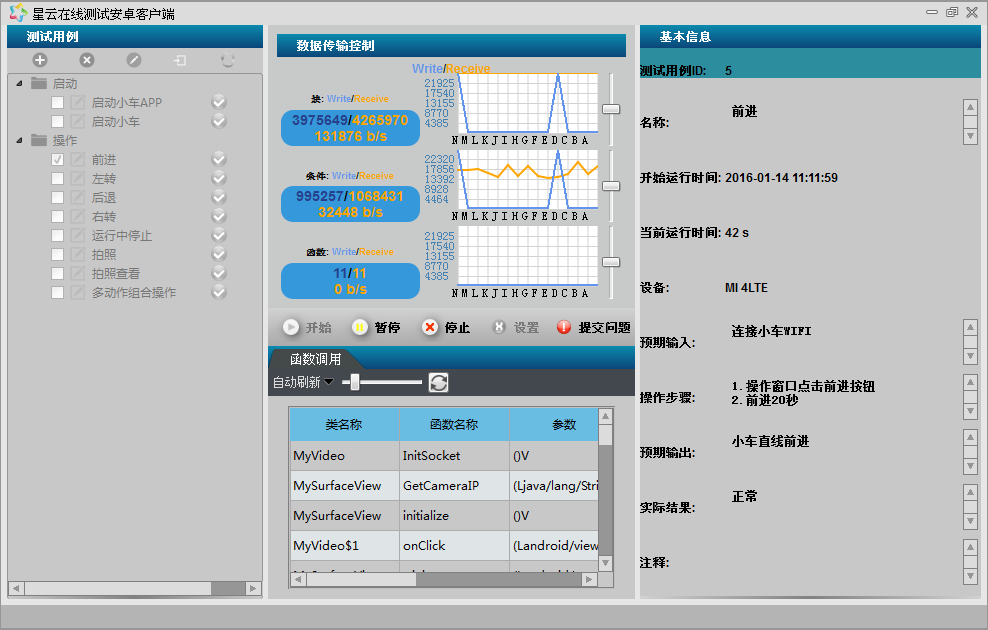 星云在线测试安卓客户端
测试用例
启动
启动小车APP
启动小车
操作
前进
左转
后退
右转
运行中停止
拍照
拍照查看
多动作组合操作
数据传输控制
Write/Receive
块: Write/Receive
3975649/4265970
131876 b/s
21925
17540
13155
8770
4385
N M L K J I H G F E D C B A
条件: Write/Receive
995257/1068431
32448 b/s
22320
17856
13392
8928
4464
N M L K J I H G F E D C B A
函数: Write/Receive
11/11
0 b/s
21925
17540
13155
8770
4385
N M L K J I H G F E D C B A
开始 暂停 停止 设置 提交问题
函数调用
自动刷新
类名称 函数名称 参数
MyVideo InitSocket ()V
MySurfaceView GetCameraIP (Ljava/lang/Stri
MySurfaceView initialize ()V
MyVideo$1 onClick (Landroid/view
基本信息
测试用例ID: 5
名称: 前进
开始运行时间: 2016-01-14 11:11:59
当前运行时间: 42 s
设备: MI 4LTE
预期输入: 连接小车WIFI
操作步骤: 1. 操作窗口点击前进按钮
2. 前进20秒
预期输出: 小车直线前进
实际结果: 正常
注释: